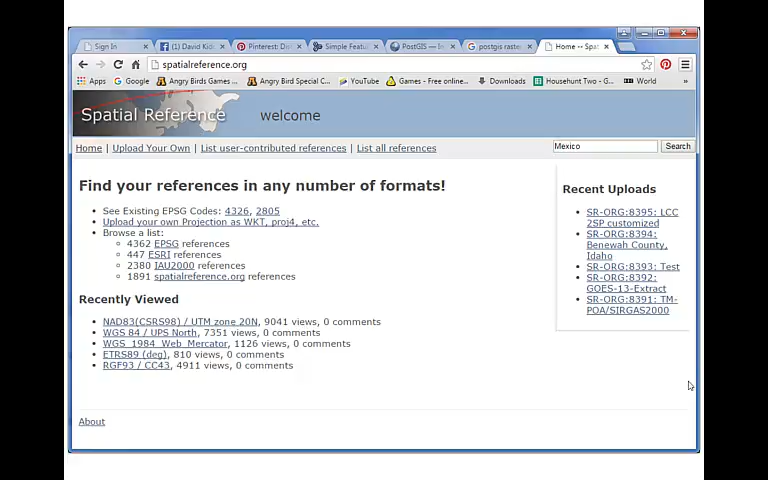 Sign In
(1) David Kid
Pinterest: Dis
Simple Featu
PostGIS — 
postgis raste
Home -- Spat
spatialreference.org
Apps Google Angry Birds Games ... Angry Bird Special C... YouTube Games - Free online... Downloads Househunt Two - G... World »
Spatial Reference welcome
Home | Upload Your Own | List user-contributed references | List all references Mexico Search
Find your references in any number of formats!
See Existing EPSG Codes: 4326, 2805
Upload your own Projection as WKT, proj4, etc.
Browse a list:
4362 EPSG references
447 ESRI references
2380 IAU2000 references
1891 spatialreference.org references
Recently Viewed
NAD83(CSRS98) / UTM zone 20N, 9041 views, 0 comments
WGS 84 / UPS North, 7351 views, 0 comments
WGS_1984_Web_Mercator, 1126 views, 0 comments
ETRS89 (deg), 810 views, 0 comments
RGF93 / CC43, 4911 views, 0 comments
Recent Uploads
SR-ORG:8395: LCC
2SP customized
SR-ORG:8394:
Benewah County,
Idaho
SR-ORG:8393: Test
SR-ORG:8392:
GOES-13-Extract
SR-ORG:8391: TM-
POA/SIRGAS2000
About